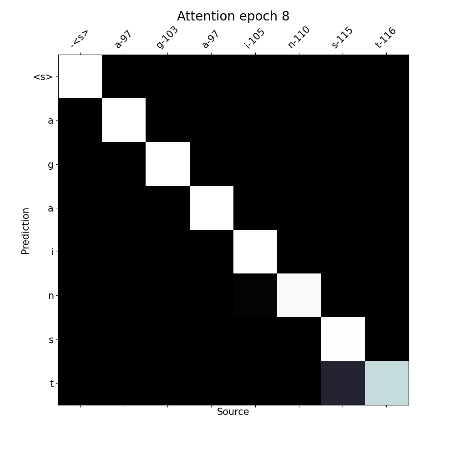 Attention epoch 8
-<s> a-97 g-103 a-97 i-105 n-110 s-115 t-116
<s>
a
g
a
i
n
s
t
Prediction
Source